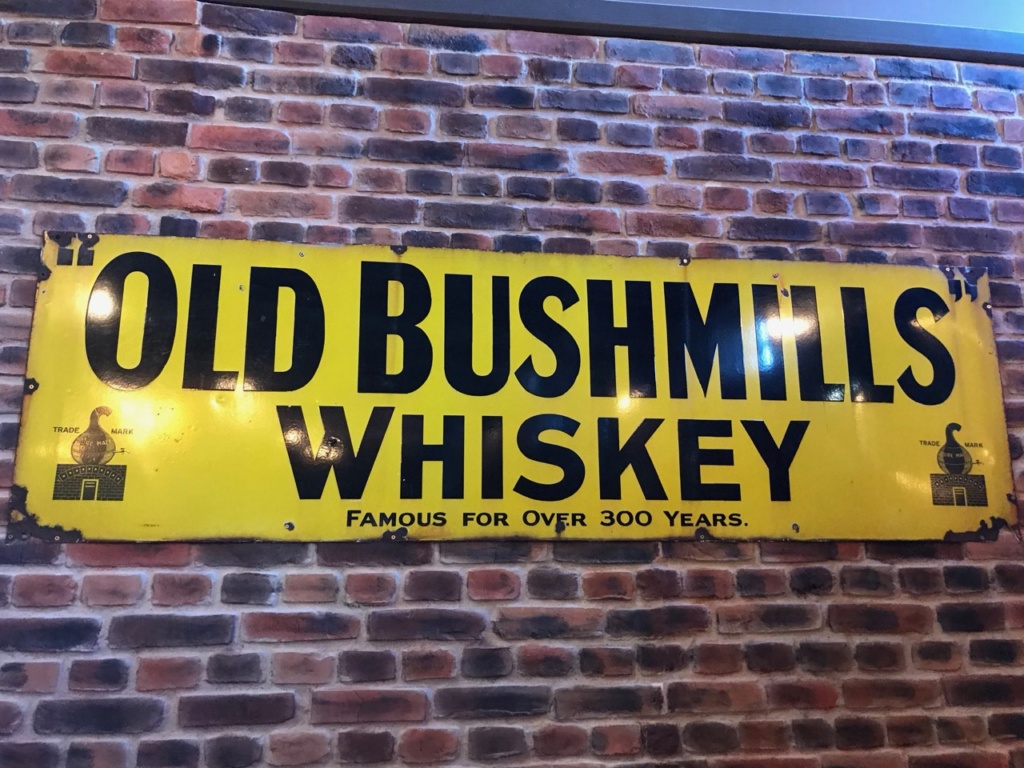 "OLD BUSHMILLS"
WHISKEY
FAMOUS FOR OVER 300 YEARS.
TRADE MARK
TRADE MARK